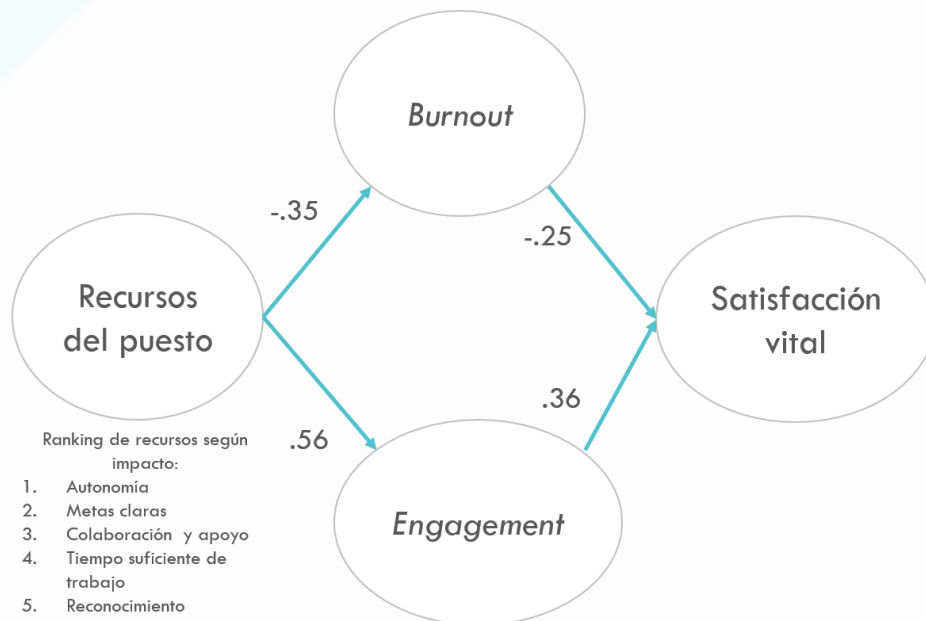 Burnout
-.35
-.25
Recursos
del puesto
Satisfacción
vital
.56
.36
Engagement
Ranking de recursos según
impacto:
1. Autonomía
2. Metas claras
3. Colaboración y apoyo
4. Tiempo suficiente de
trabajo
5. Reconocimiento